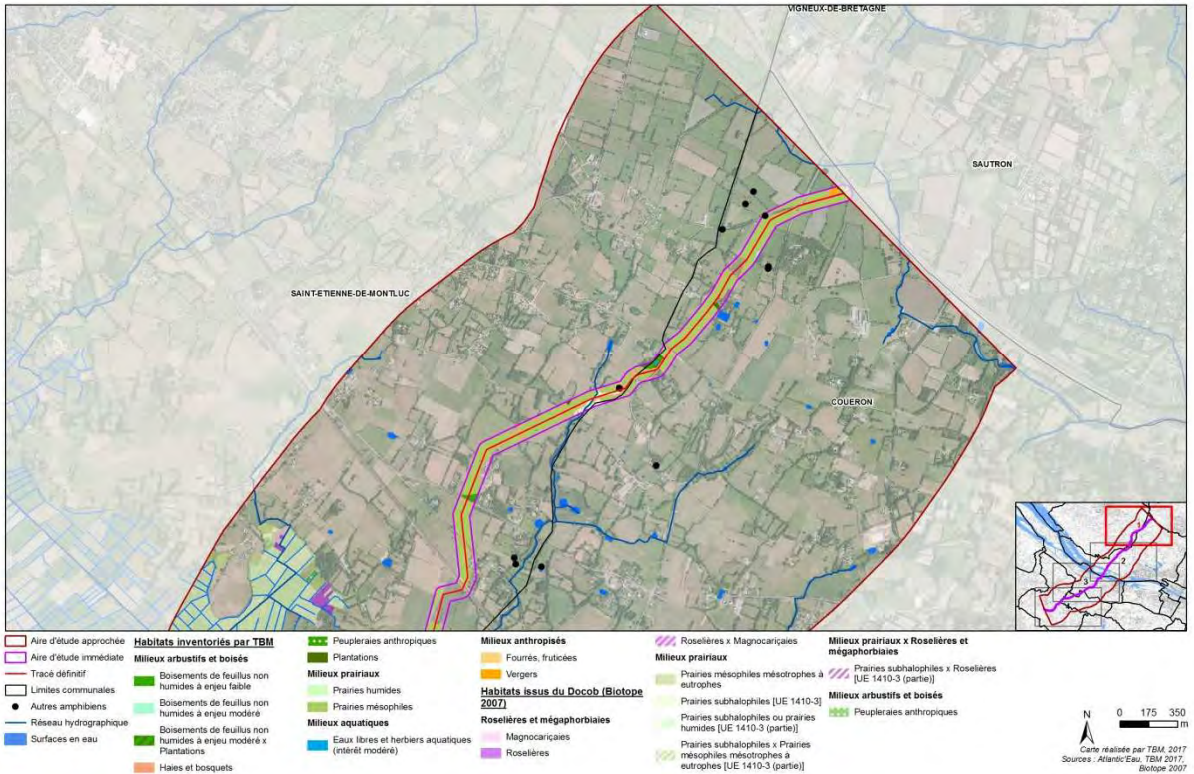 VIGNEUX-DE-BRETAGNE
SAUTRON
SAINT-ETIENNE-DE-MONTLUC
COUERON
1
2
3
Aire d'étude approchée
Aire d'étude immédiate
Tracé définitif
Limites communales
Autres amphibiens
Réseau hydrographique
Surfaces en eau
Habitats inventoriés par TBM
Milieux arbustifs et boisés
Boisements de feuillus non
humides à enjeu faible
Boisements de feuillus non
humides à enjeu modéré
Boisements de feuillus non
humides à enjeu modéré x
Plantations
Haies et bosquets
Peupleraies anthropiques
Plantations
Milieux prairiaux
Prairies humides
Prairies mésophiles
Milieux aquatiques
Eaux libres et herbiers aquatiques
(intérêt modéré)
Milieux anthropisés
Fourrés, fruticées
Vergers
Habitats issus du Docob (Biotope
2007)
Roselières et mégaphorbiaies
Magnocariçaies
Roselières
Roselières x Magnocariçaies
Milieux prairiaux
Prairies mésophiles mésotrophes à
eutrophes
Prairies subhalophiles [UE 1410-3]
Prairies subhalophiles ou prairies
humides [UE 1410-3 (partie)]
Prairies subhalophiles x Prairies
mésophiles mésotrophes à
eutrophes [UE 1410-3 (partie)]
Milieux prairiaux x Roselières et
mégaphorbiaies
Prairies subhalophiles x Roselières
[UE 1410-3 (partie)]
Milieux arbustifs et boisés
Peupleraies anthropiques
N
0 175 350
m
Carte réalisée par TBM, 2017
Sources : Atlantic'Eau, TBM 2017,
Biotope 2007